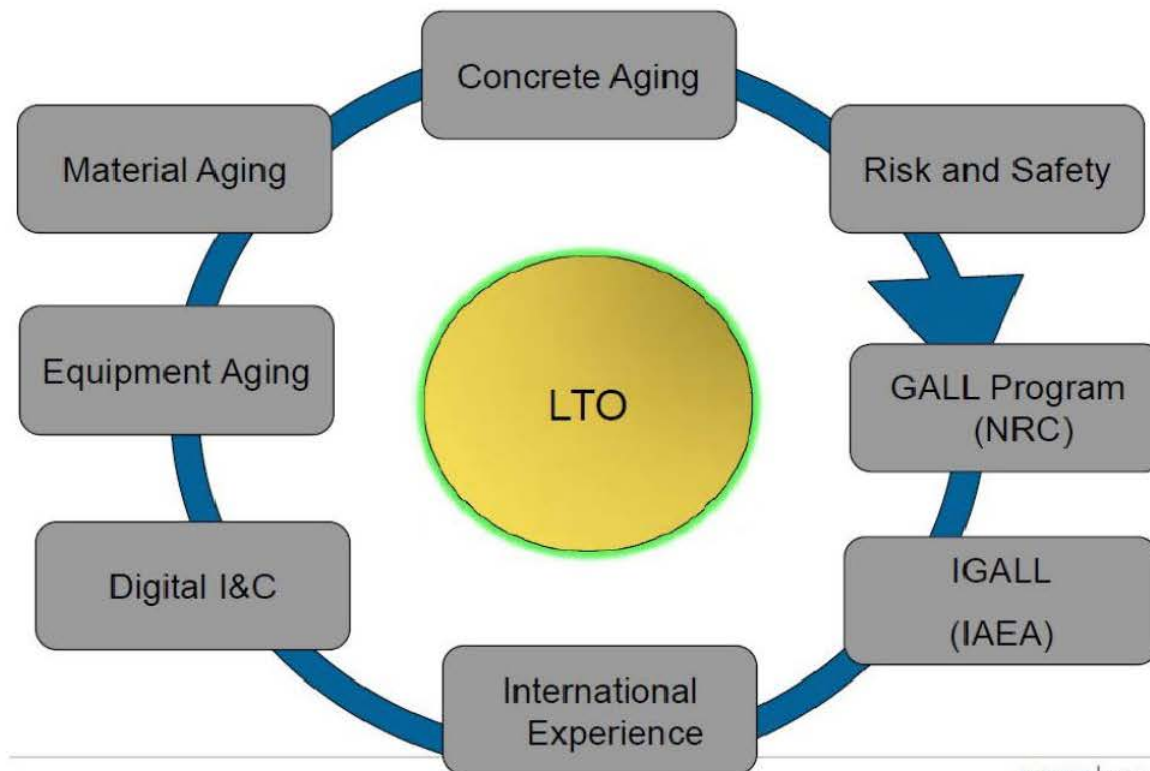 Concrete Aging
Material Aging
Risk and Safety
Equipment Aging
LTO
GALL Program
(NRC)
Digital I&C
IGALL
(IAEA)
International
Experience